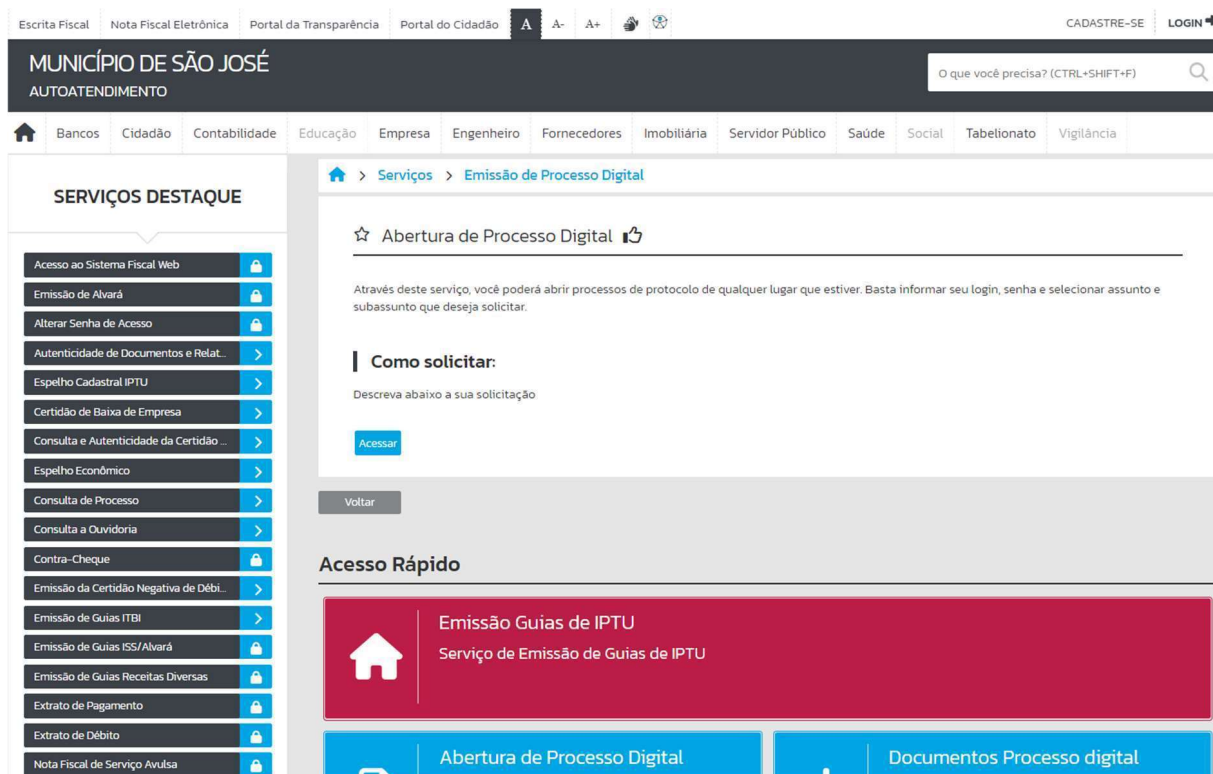 Escrita Fiscal Nota Fiscal Eletrônica Portal da Transparência Portal do Cidadão A A- A+ CADASTRE-SE LOGIN
MUNICÍPIO DE SÃO JOSÉ
AUTOATENDIMENTO
O que você precisa? (CTRL+SHIFT+F)
Bancos Cidadão Contabilidade Educação Empresa Engenheiro Fornecedores Imobiliária Servidor Público Saúde Social Tabelionato Vigilância
SERVIÇOS DESTAQUE
Acesso ao Sistema Fiscal Web
Emissão de Alvará
Alterar Senha de Acesso
Autenticidade de Documentos e Relat...
Espelho Cadastral IPTU
Certidão de Baixa de Empresa
Consulta e Autenticidade da Certidão ...
Espelho Econômico
Consulta de Processo
Consulta a Ouvidoria
Contra-Cheque
Emissão da Certidão Negativa de Débi...
Emissão de Guias ITBI
Emissão de Guias ISS/Alvará
Emissão de Guias Receitas Diversas
Extrato de Pagamento
Extrato de Débito
Nota Fiscal de Serviço Avulsa
> Serviços > Emissão de Processo Digital
Abertura de Processo Digital
Através deste serviço, você poderá abrir processos de protocolo de qualquer lugar que estiver. Basta informar seu login, senha e selecionar assunto e
subassunto que deseja solicitar.
Como solicitar:
Descreva abaixo a sua solicitação
Acessar
Voltar
Acesso Rápido
Emissão Guias de IPTU
Serviço de Emissão de Guias de IPTU
Abertura de Processo Digital
Documentos Processo digital